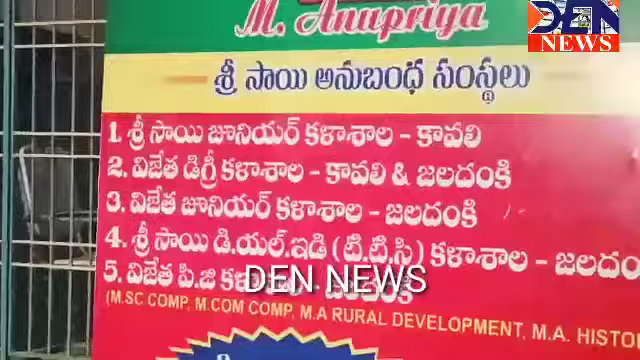 M. Anupriya
DEN
NEWS
శ్రీ సాయి అనుబంధ సంస్థలు
1. శ్రీ సాయి జూనియర్ కళాశాల - కావలి
2. విజేత డిగ్రీ కళాశాల - కావలి & జలదంకి
3. విజేత జూనియర్ కళాశాల - జలదంకి
4. శ్రీ సాయి డి.యల్.ఇడి (టి.టి.సి) కళాశాల - జలదం
5. విజేత పి.జి
DEN NEWS
(M.SC COMP, M.COM COMP, M.A RURAL DEVELOPMENT, M.A. HISTO